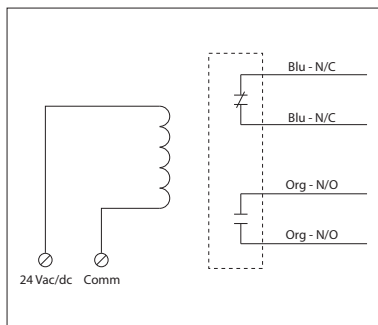 Blu - N/C
Blu - N/C
Org - N/O
Org - N/O
24 Vac/dc Comm